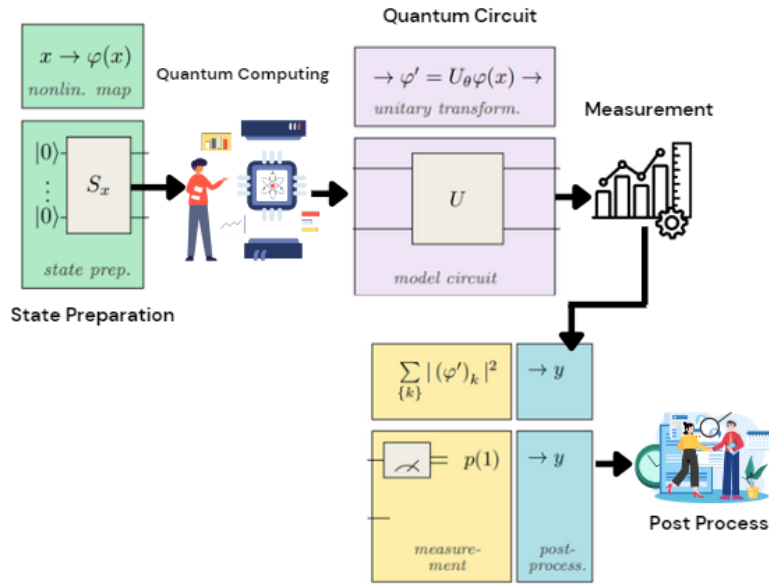 Quantum Circuit
x → φ(x)
nonlin. map
Quantum Computing
→ φ′ = U_θφ(x) →
unitary transform.
Measurement
|0⟩
⋮
|0⟩
S_x
state prep.
U
model circuit
State Preparation
∑_{k} | (φ′)_k |²
→ y
p(1)
→ y
measure-
ment
post-
process.
Post Process